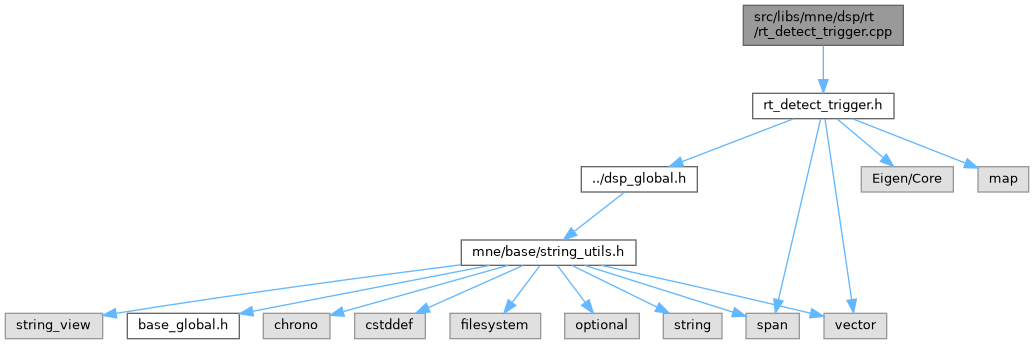 src/libs/mne/dsp/rt
/rt_detect_trigger.cpp
rt_detect_trigger.h
../dsp_global.h
Eigen/Core
map
mne/base/string_utils.h
string_view
base_global.h
chrono
cstddef
filesystem
optional
string
span
vector